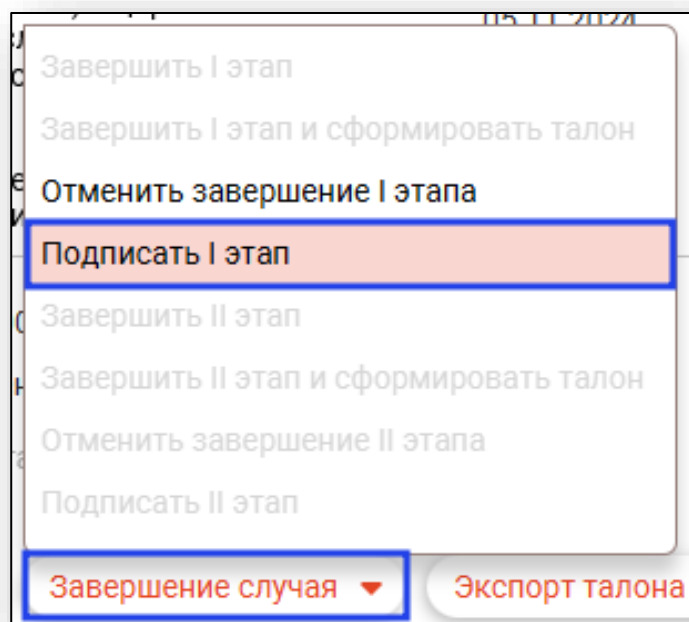 Завершить I этап
Завершить I этап и сформировать талон
Отменить завершение I этапа
Подписать I этап
Завершить II этап
Завершить II этап и сформировать талон
Отменить завершение II этапа
Подписать II этап
Завершение случая
Экспорт талона